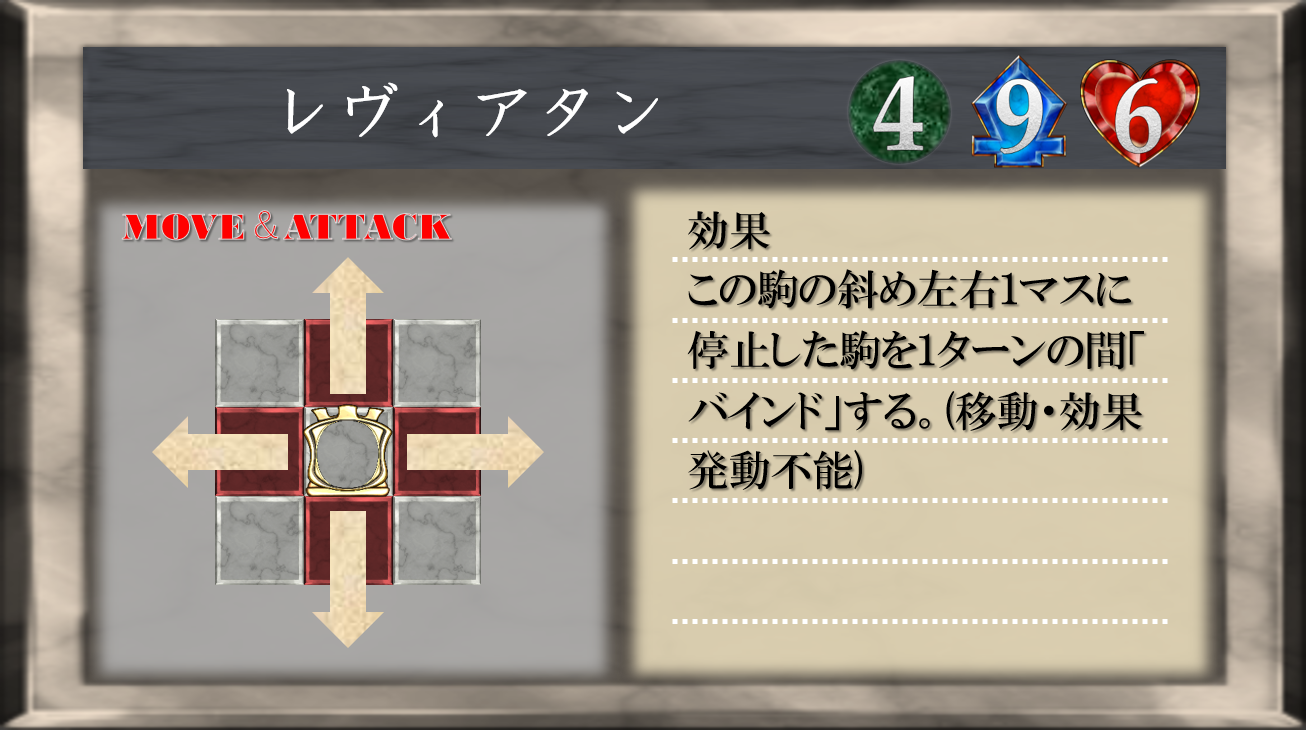 レヴィアタン
4 9 6
MOVE & ATTACK
効果
この駒の斜め左右1マスに
停止した駒を1ターンの間「
バインド」する。(移動・効果
発動不能)